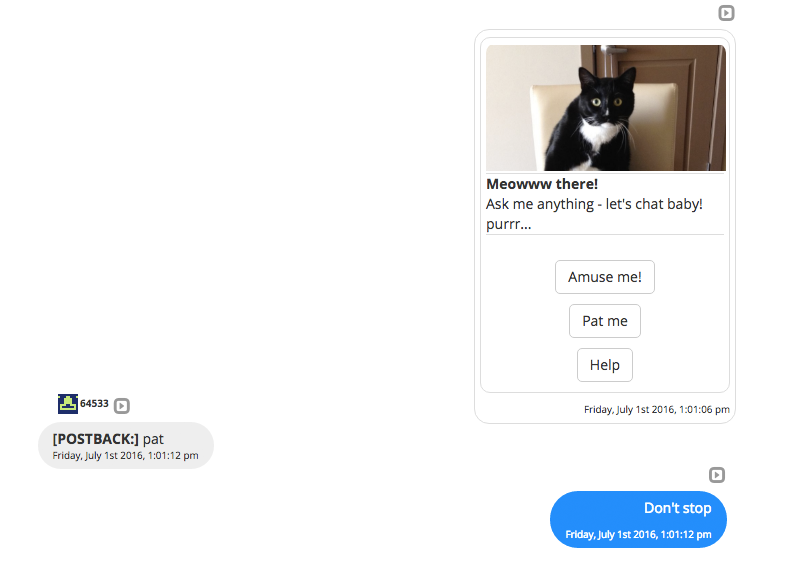 Meowww there!
Ask me anything - let's chat baby!
purrr...
Amuse me!
Pat me
Help
Friday, July 1st 2016, 1:01:06 pm
64533
[POSTBACK:] pat
Friday, July 1st 2016, 1:01:12 pm
Don't stop
Friday, July 1st 2016, 1:01:12 pm